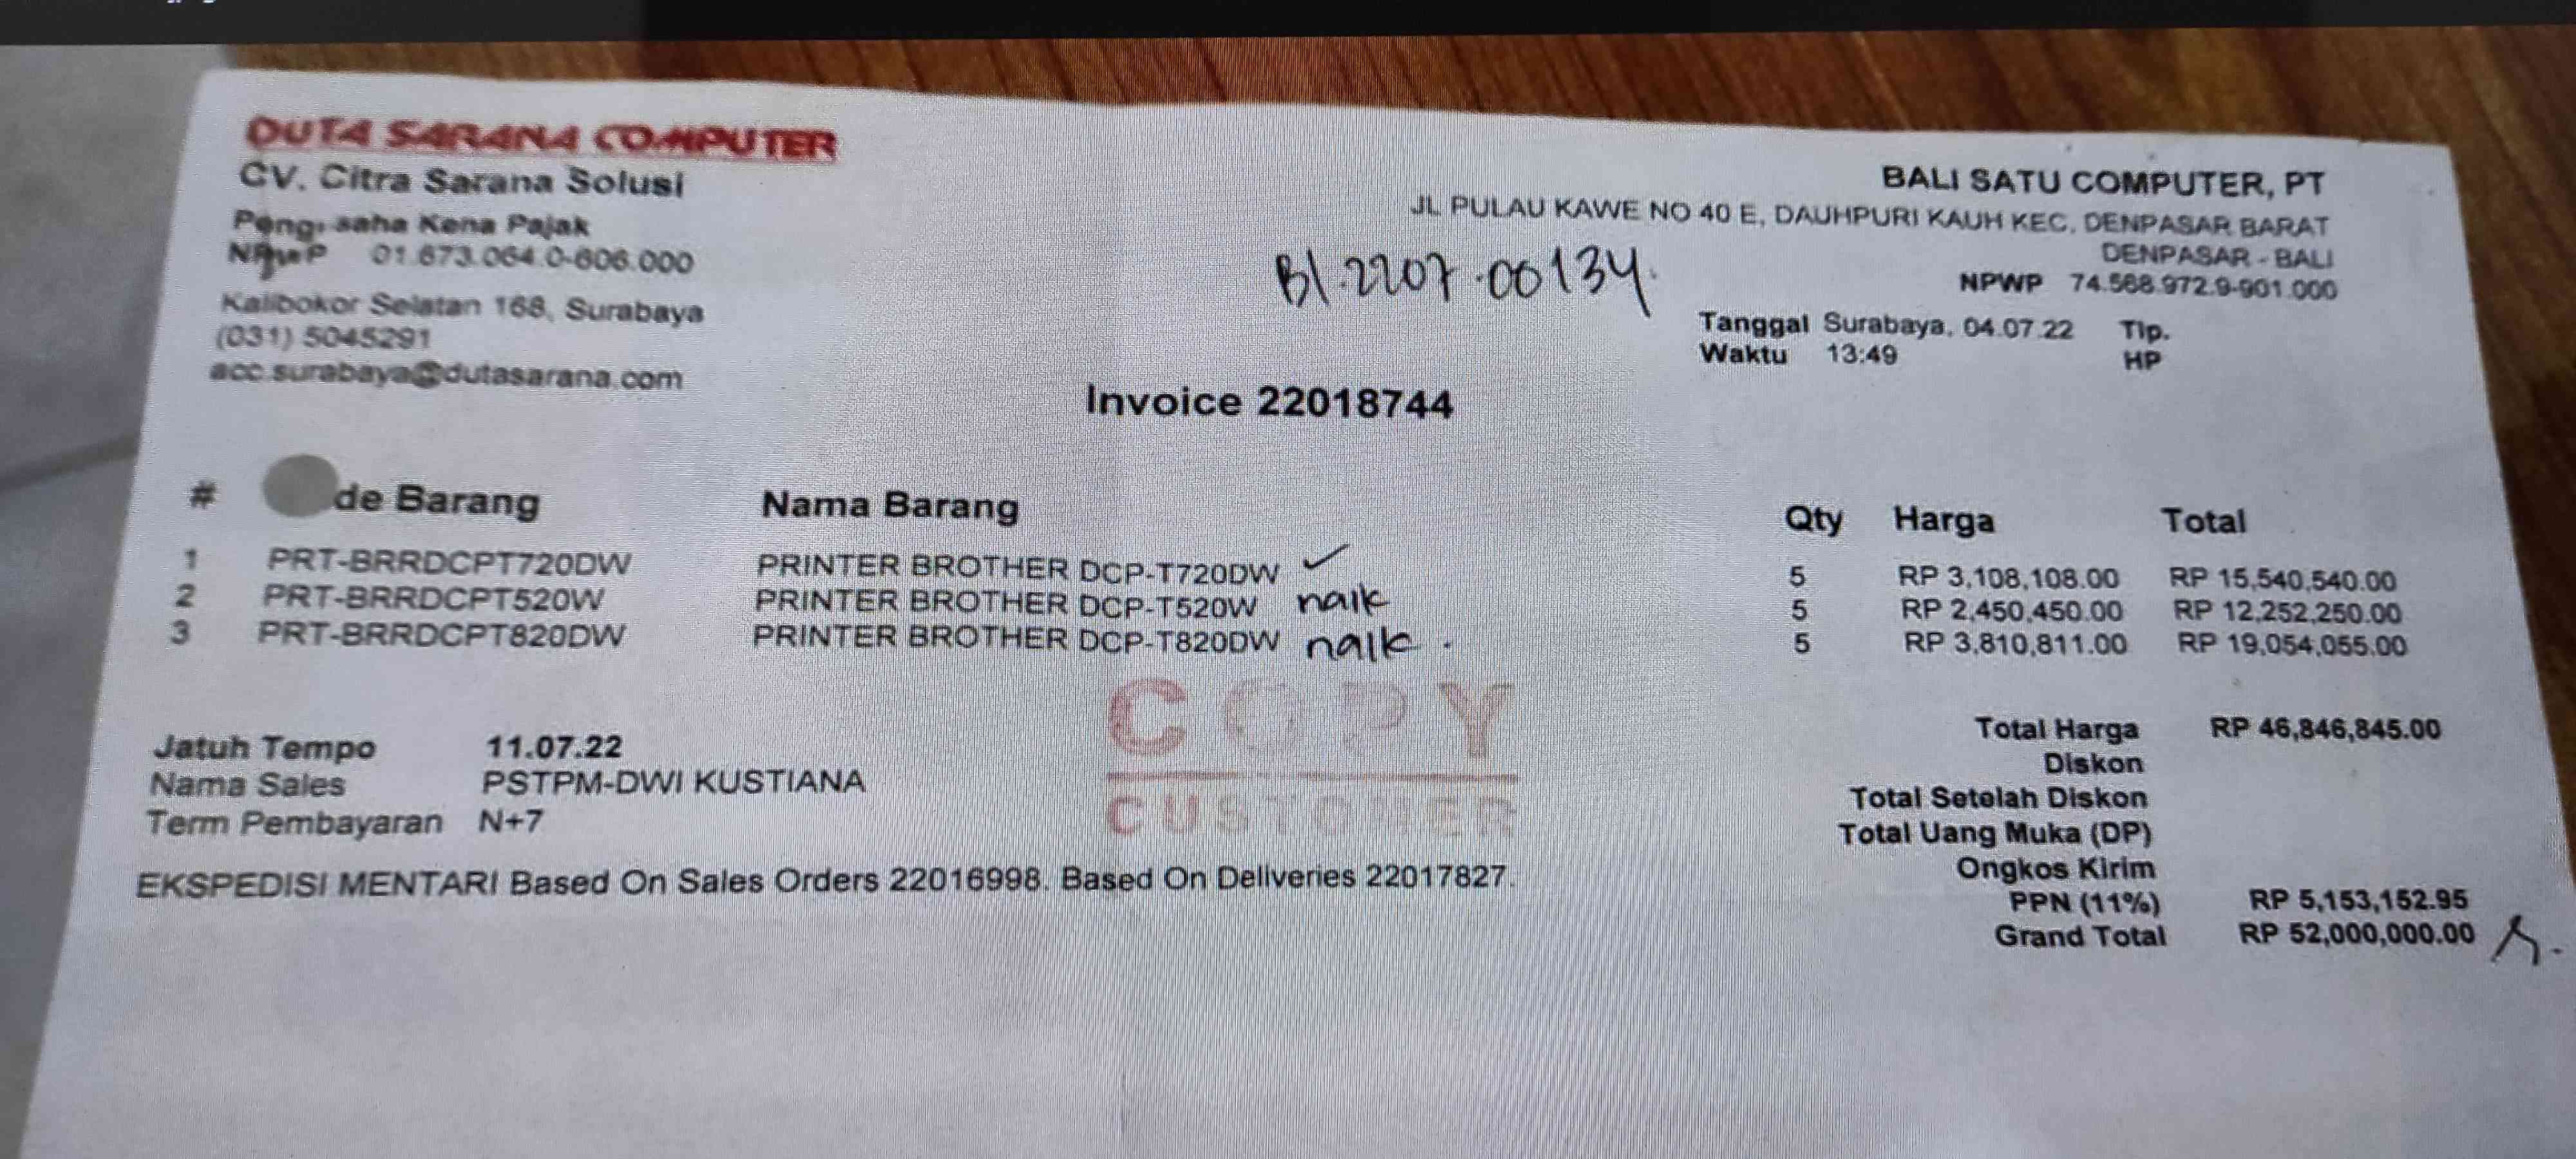 DUTA SARANA COMPUTER
CV. Citra Sarana Solusi
saha Kena Pajak
NPWP 01.673.064.0-606.000
Kalibokor Selatan 168, Surabaya
(031) 5045291
acc.surabaya@dutasarana.com
BALI SATU COMPUTER, PT
JL PULAU KAWE NO 40 E, DAUHPURI KAUH KEC, DENPASAR BARAT
DENPASAR - BALI
NPWP 74.568.972.9-901.000
BI.2207.00134.
Tanggal Surabaya, 04.07.22 Tlp.
Waktu 13:49 HP
Invoice 22018744
# de Barang Nama Barang Qty Harga Total
1 PRT-BRRDCPT720DW PRINTER BROTHER DCP-T720DW ✓ 5 RP 3,108,108.00 RP 15,540,540.00
2 PRT-BRRDCPT520W PRINTER BROTHER DCP-T520W naik 5 RP 2,450,450.00 RP 12,252,250.00
3 PRT-BRRDCPT820DW PRINTER BROTHER DCP-T820DW naik. 5 RP 3,810,811.00 RP 19,054,055.00
COPY
CUSTOMER
Jatuh Tempo 11.07.22
Nama Sales PSTPM-DWI KUSTIANA
Term Pembayaran N+7
EKSPEDISI MENTARI Based On Sales Orders 22016998. Based On Deliveries 22017827.
Total Harga RP 46,846,845.00
Diskon
Total Setelah Diskon
Total Uang Muka (DP)
Ongkos Kirim
PPN (11%) RP 5,153,152.95
Grand Total RP 52,000,000.00